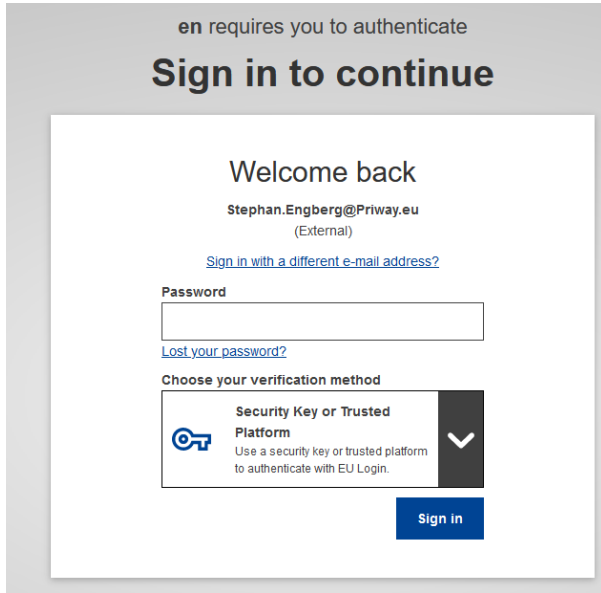 en requires you to authenticate
Sign in to continue
Welcome back
Stephan.Engberg@Priway.eu
(External)
Sign in with a different e-mail address?
Password
Lost your password?
Choose your verification method
Security Key or Trusted
Platform
Use a security key or trusted platform
to authenticate with EU Login.
Sign in